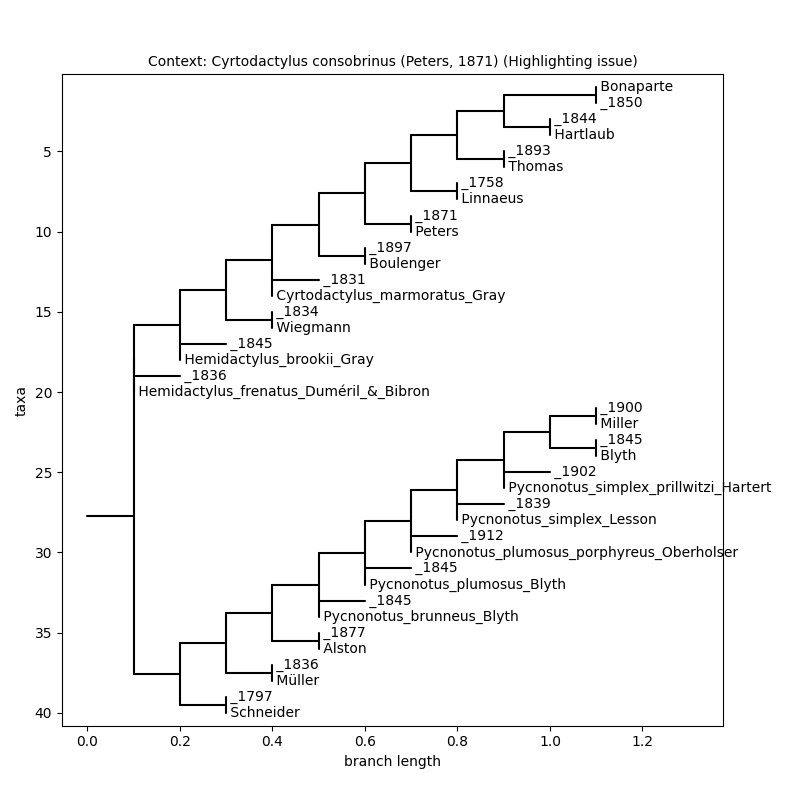 Context: Cyrtodactylus consobrinus (Peters, 1871) (Highlighting issue)
Bonaparte
_1850
_1844
Hartlaub
_1893
Thomas
_1758
Linnaeus
_1871
Peters
_1897
Boulenger
_1831
Cyrtodactylus_marmoratus_Gray
_1834
Wiegmann
_1845
Hemidactylus_brookii_Gray
_1836
Hemidactylus_frenatus_Duméril_&_Bibron
_1900
Miller
_1845
Blyth
_1902
Pycnonotus_simplex_prillwitzi_Hartert
_1839
Pycnonotus_simplex_Lesson
_1912
Pycnonotus_plumosus_porphyreus_Oberholser
_1845
Pycnonotus_plumosus_Blyth
_1845
Pycnonotus_brunneus_Blyth
_1877
Alston
_1836
Müller
_1797
Schneider
5
10
15
20
25
30
35
40
taxa
0.0 0.2 0.4 0.6 0.8 1.0 1.2
branch length